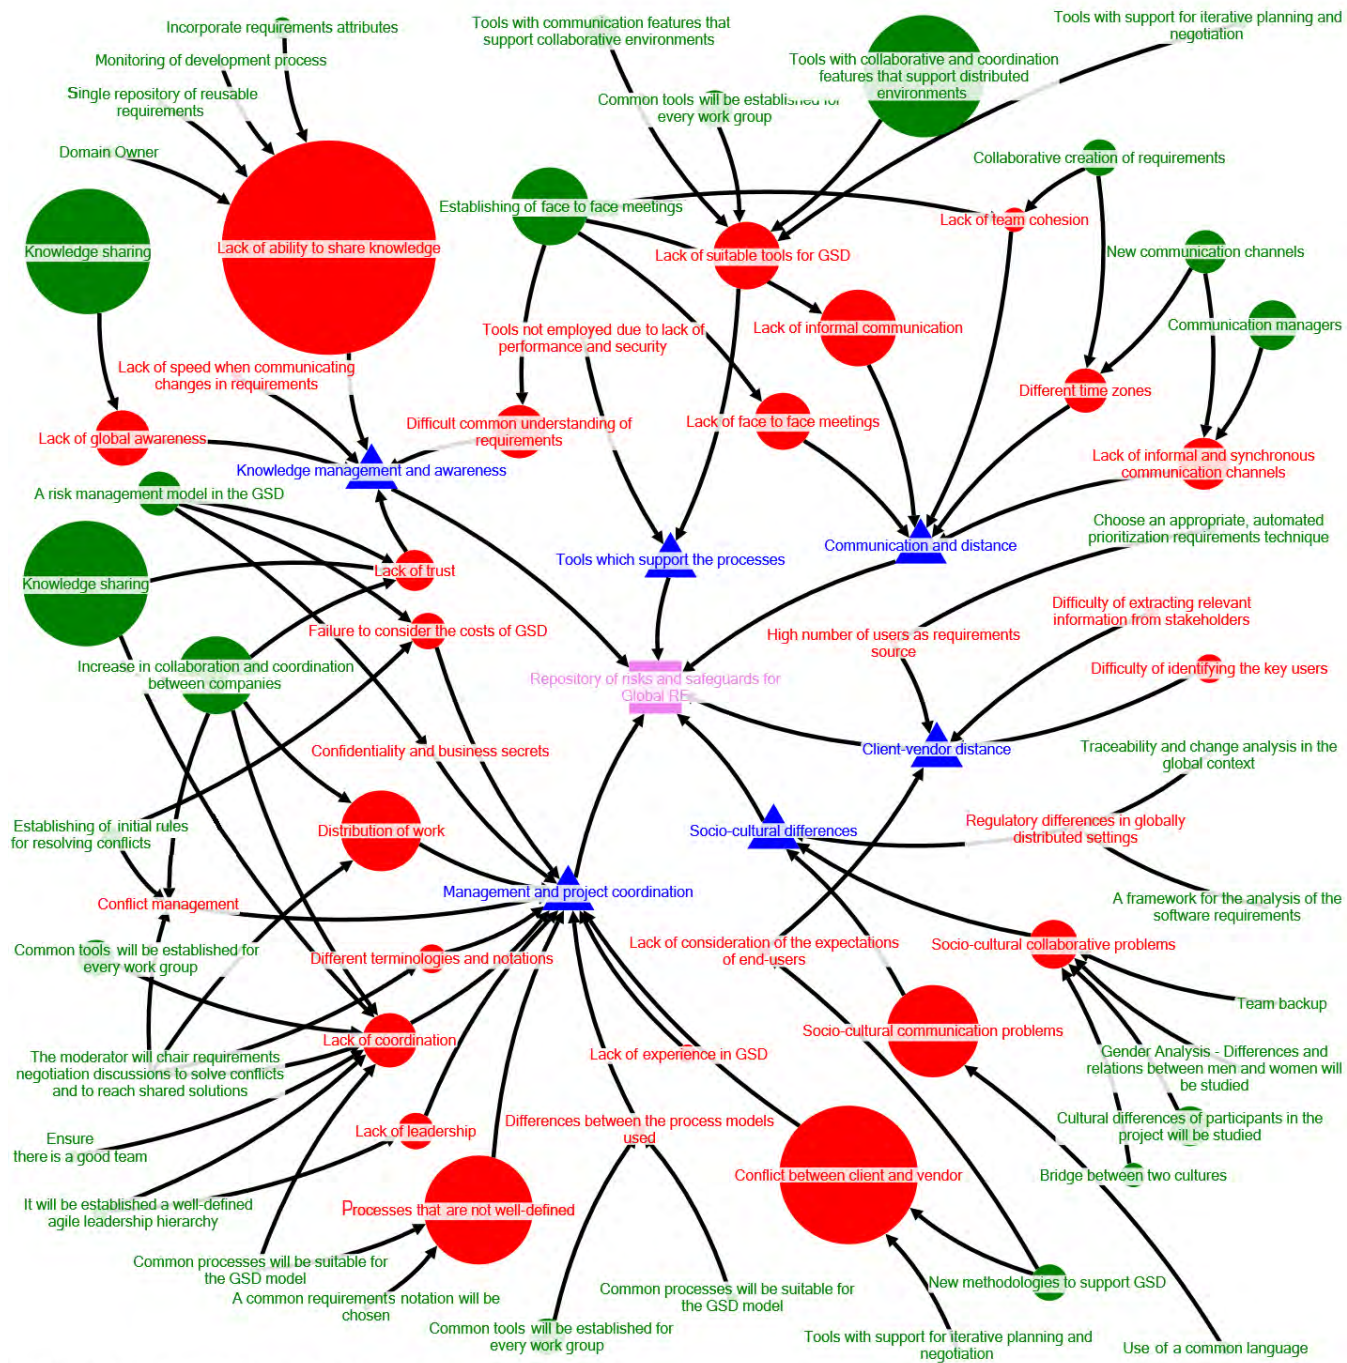 Incorporate requirements attributes
Monitoring of development process
Single repository of reusable
requirements
Domain Owner
Knowledge sharing
Lack of ability to share knowledge
Tools with communication features that
support collaborative environments
Common tools will be established for
every work group
Tools with collaborative and coordination
features that support distributed
environments
Tools with support for iterative planning and
negotiation
Collaborative creation of requirements
Establishing of face to face meetings
Lack of team cohesion
Lack of suitable tools for GSD
New communication channels
Communication managers
Lack of informal communication
Tools not employed due to lack of
performance and security
Lack of speed when communicating
changes in requirements
Different time zones
Lack of global awareness
Difficult common understanding of
requirements
Lack of face to face meetings
Lack of informal and synchronous
communication channels
Knowledge management and awareness
A risk management model in the GSD
Choose an appropriate, automated
prioritization requirements technique
Communication and distance
Tools which support the processes
Knowledge sharing
Lack of trust
Difficulty of extracting relevant
information from stakeholders
Failure to consider the costs of GSD
High number of users as requirements
source
Increase in collaboration and coordination
between companies
Repository of risks and safeguards for
Global RE
Difficulty of identifying the key users
Confidentiality and business secrets
Client-vendor distance
Traceability and change analysis in the
global context
Establishing of initial rules
for resolving conflicts
Distribution of work
Socio-cultural differences
Regulatory differences in globally
distributed settings
Management and project coordination
Conflict management
A framework for the analysis of the
software requirements
Common tools will be established for
every work group
Different terminologies and notations
Lack of consideration of the expectations
of end-users
Socio-cultural collaborative problems
Team backup
Lack of coordination
Socio-cultural communication problems
The moderator will chair requirements
negotiation discussions to solve conflicts
and to reach shared solutions
Lack of experience in GSD
Gender Analysis - Differences and
relations between men and women will
be studied
Ensure
there is a good team
Lack of leadership
Differences between the process models
used
Cultural differences of participants in the
project will be studied
Conflict between client and vendor
Bridge between two cultures
It will be established a well-defined
agile leadership hierarchy
Processes that are not well-defined
Common processes will be suitable for
the GSD model
A common requirements notation will be
chosen
Common processes will be suitable for
the GSD model
New methodologies to support GSD
Common tools will be established for
every work group
Tools with support for iterative planning and
negotiation
Use of a common language